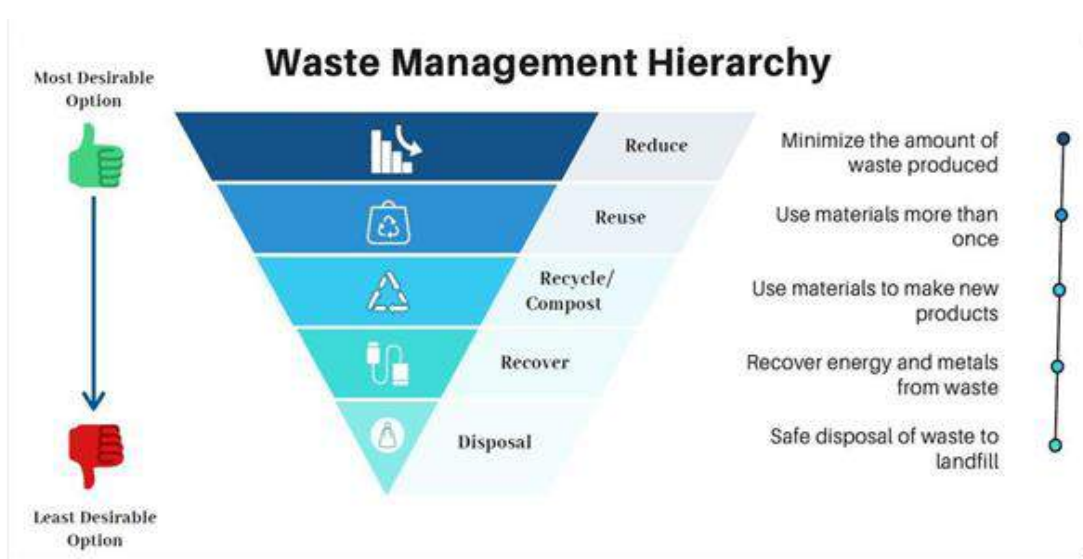 Waste Management Hierarchy
Most Desirable
Option
Reduce
Minimize the amount of
waste produced
Reuse
Use materials more than
once
Recycle/
Compost
Use materials to make new
products
Recover
Recover energy and metals
from waste
Disposal
Safe disposal of waste to
landfill
Least Desirable
Option